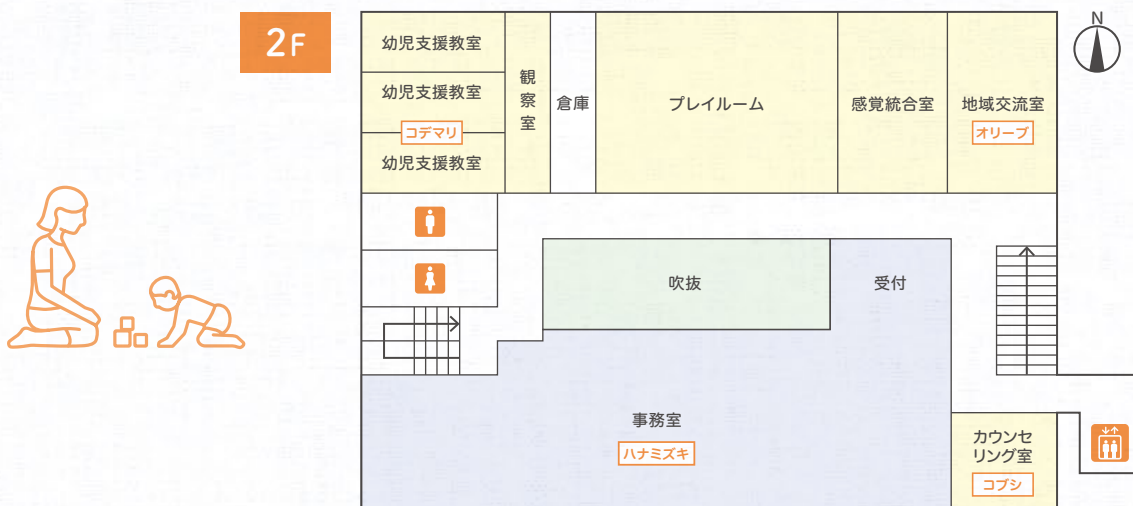 2F
N
幼児支援教室
幼児支援教室
コデマリ
幼児支援教室
観察室
倉庫
プレイルーム
感覚統合室
地域交流室
オリーブ
吹抜
受付
事務室
ハナミズキ
カウンセ
リング室
コブシ